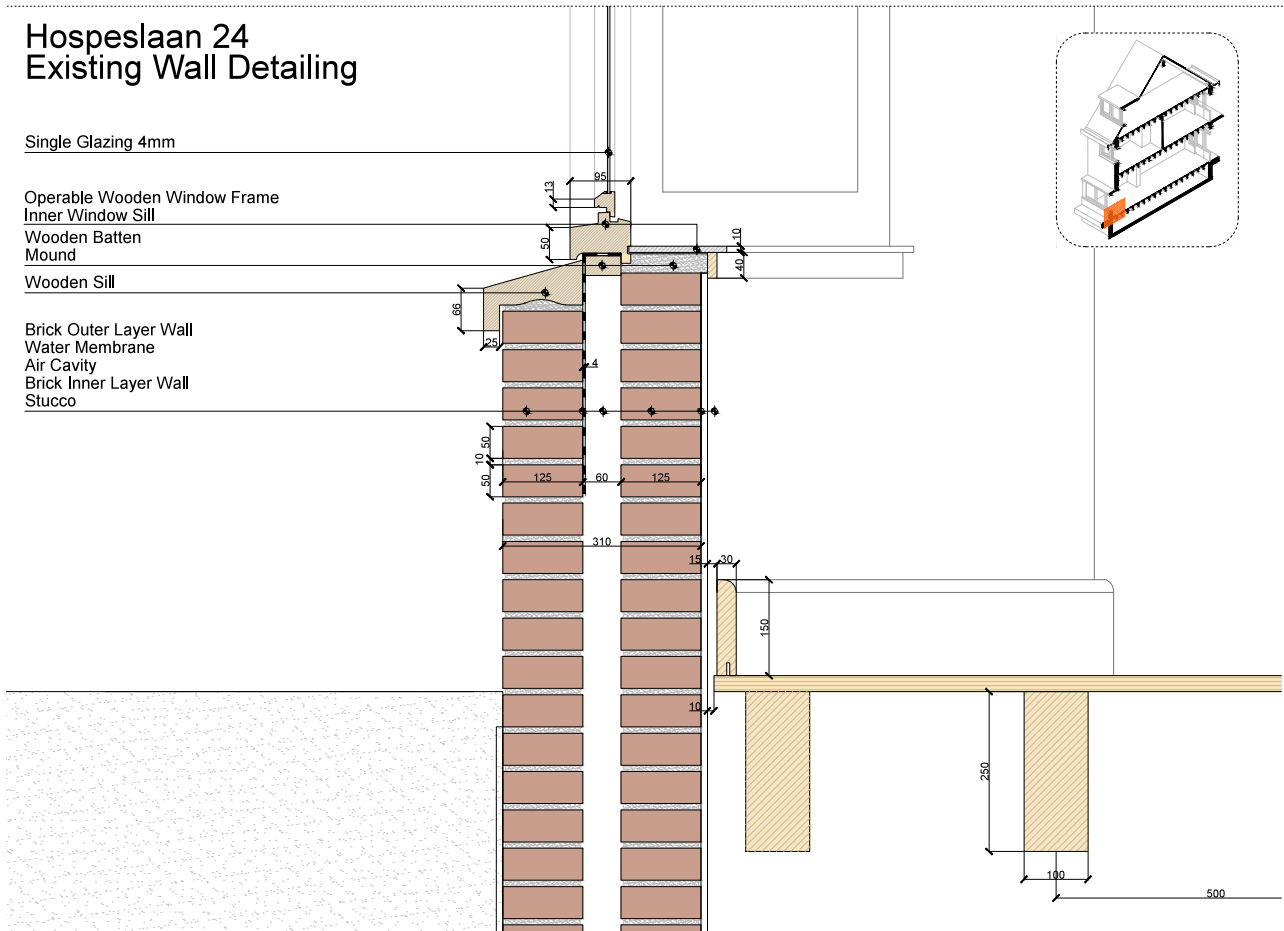 Hospeslaan 24
Existing Wall Detailing
Single Glazing 4mm
Operable Wooden Window Frame
Inner Window Sill
Wooden Batten
Mound
Wooden Sill
Brick Outer Layer Wall
Water Membrane
Air Cavity
Brick Inner Layer Wall
Stucco
95
13
50
10
40
66
25
4
50
10
50
125
60
125
310
15
30
150
10
250
100
500